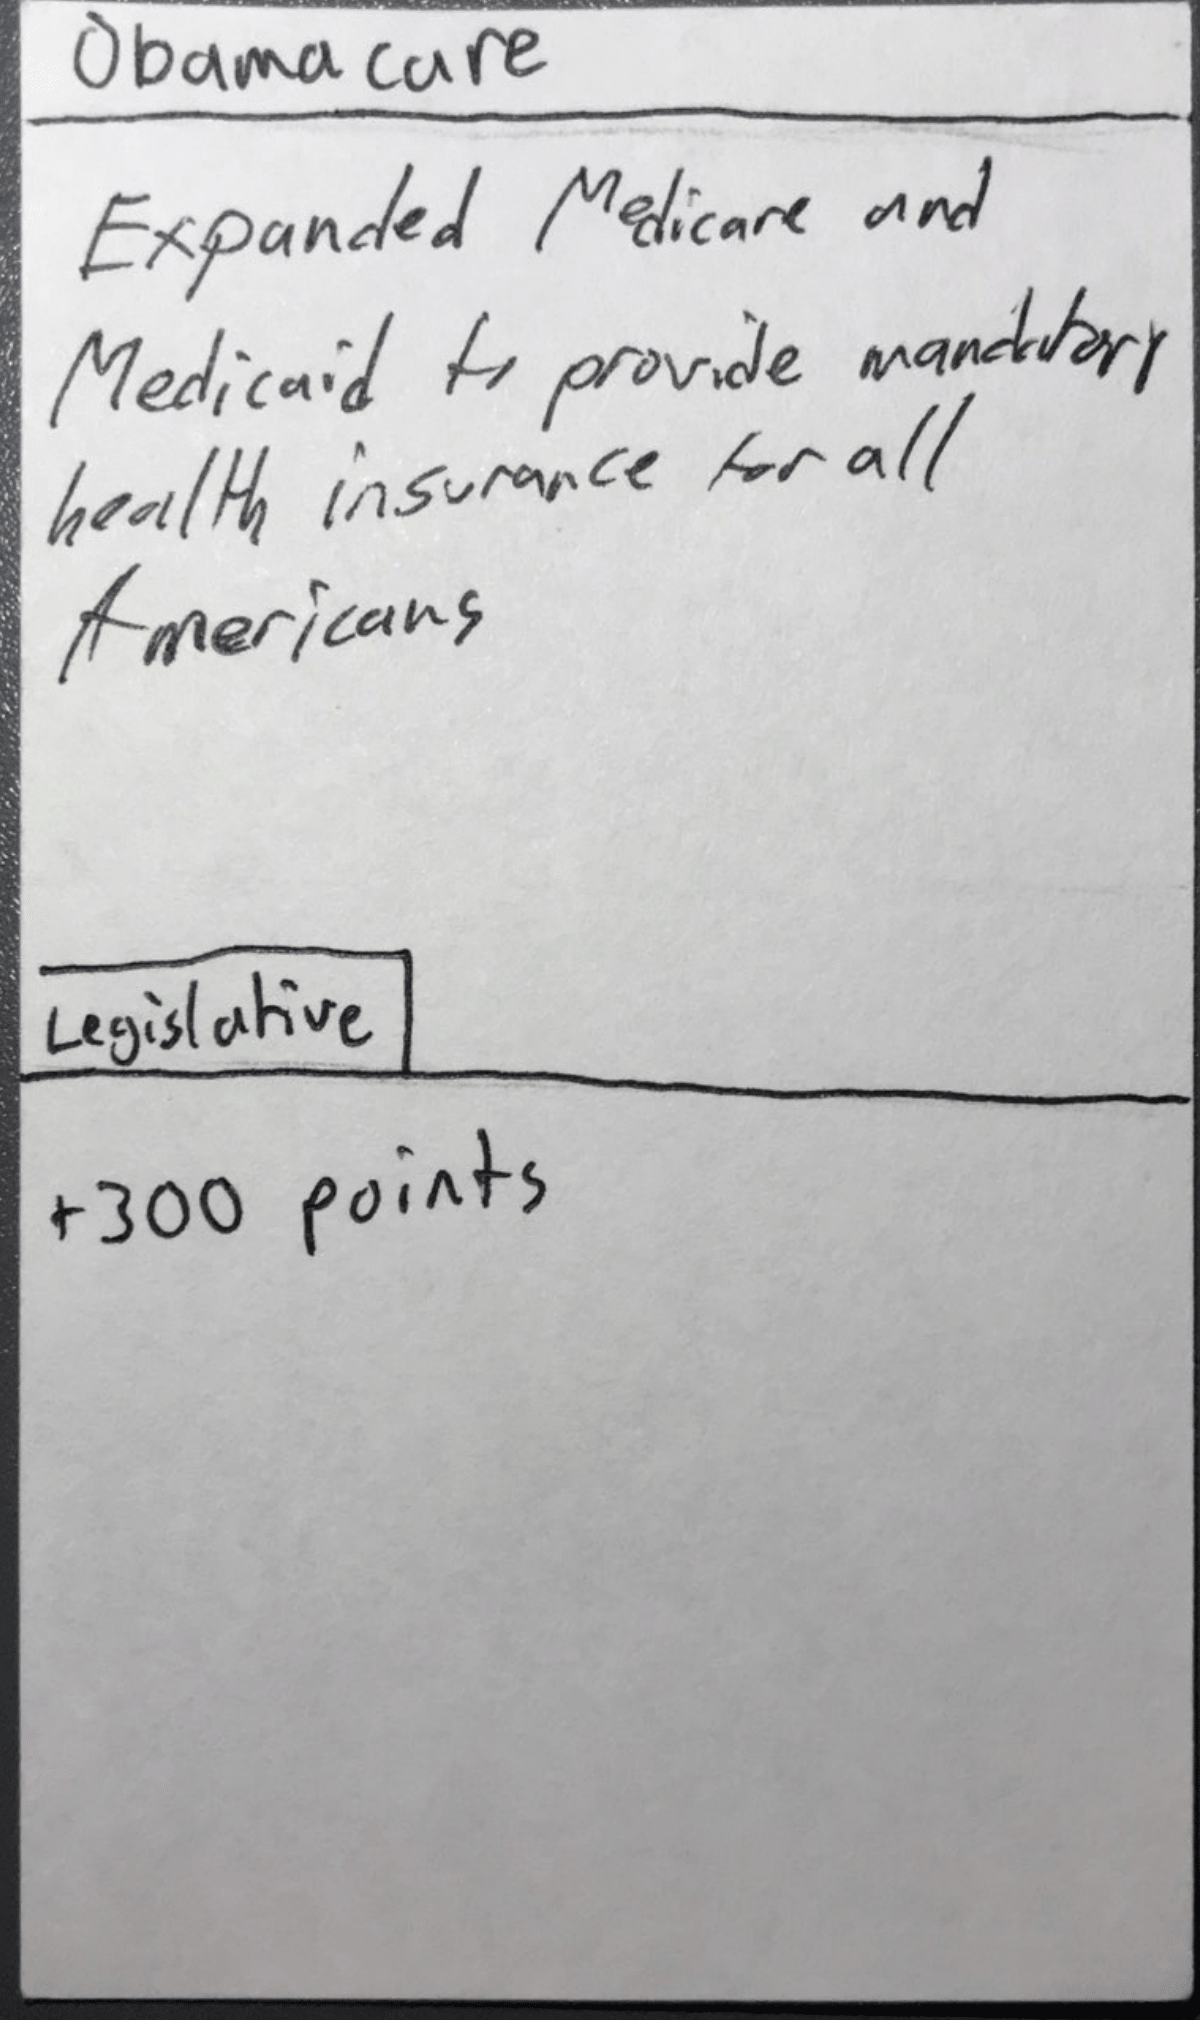 Obamacare
Expanded Medicare and
Medicaid to provide mandatory
health insurance for all
Americans
Legislative
+300 points